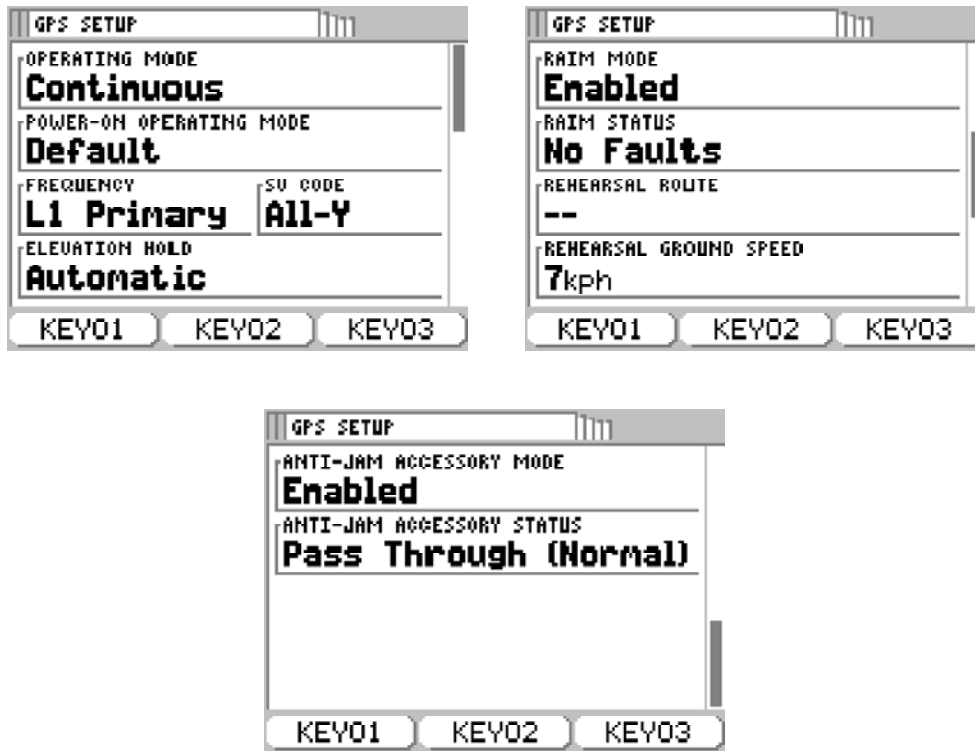 GPS SETUP
OPERATING MODE
Continuous
POWER-ON OPERATING MODE
Default
FREQUENCY SV CODE
L1 Primary All-Y
ELEVATION HOLD
Automatic
KEY01 KEY02 KEY03
GPS SETUP
RAIM MODE
Enabled
RAIM STATUS
No Faults
REHEARSAL ROUTE
--
REHEARSAL GROUND SPEED
7kph
KEY01 KEY02 KEY03
GPS SETUP
ANTI-JAM ACCESSORY MODE
Enabled
ANTI-JAM ACCESSORY STATUS
Pass Through (Normal)
KEY01 KEY02 KEY03